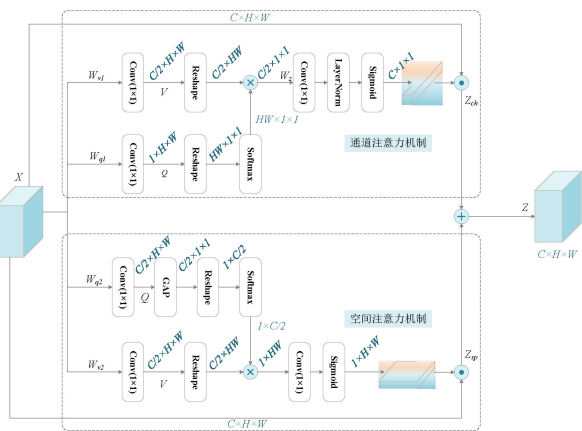 C×H×W
W_v1
Conv(1×1)
C/2×H×W
V
Reshape
C/2×HW
C/2×1×1
W_z
Conv(1×1)
LayerNorm
Sigmoid
C×1×1
Z_ch
HW×1×1
通道注意力机制
W_q1
Conv(1×1)
1×H×W
Q
Reshape
HW×1×1
Softmax
X
Z
C×H×W
W_q2
Conv(1×1)
C/2×H×W
Q
GAP
C/2×1×1
Reshape
1×C/2
Softmax
空间注意力机制
1×C/2
W_v2
Conv(1×1)
C/2×H×W
V
Reshape
C/2×HW
1×HW
Conv(1×1)
Sigmoid
1×H×W
Z_sp
C×H×W